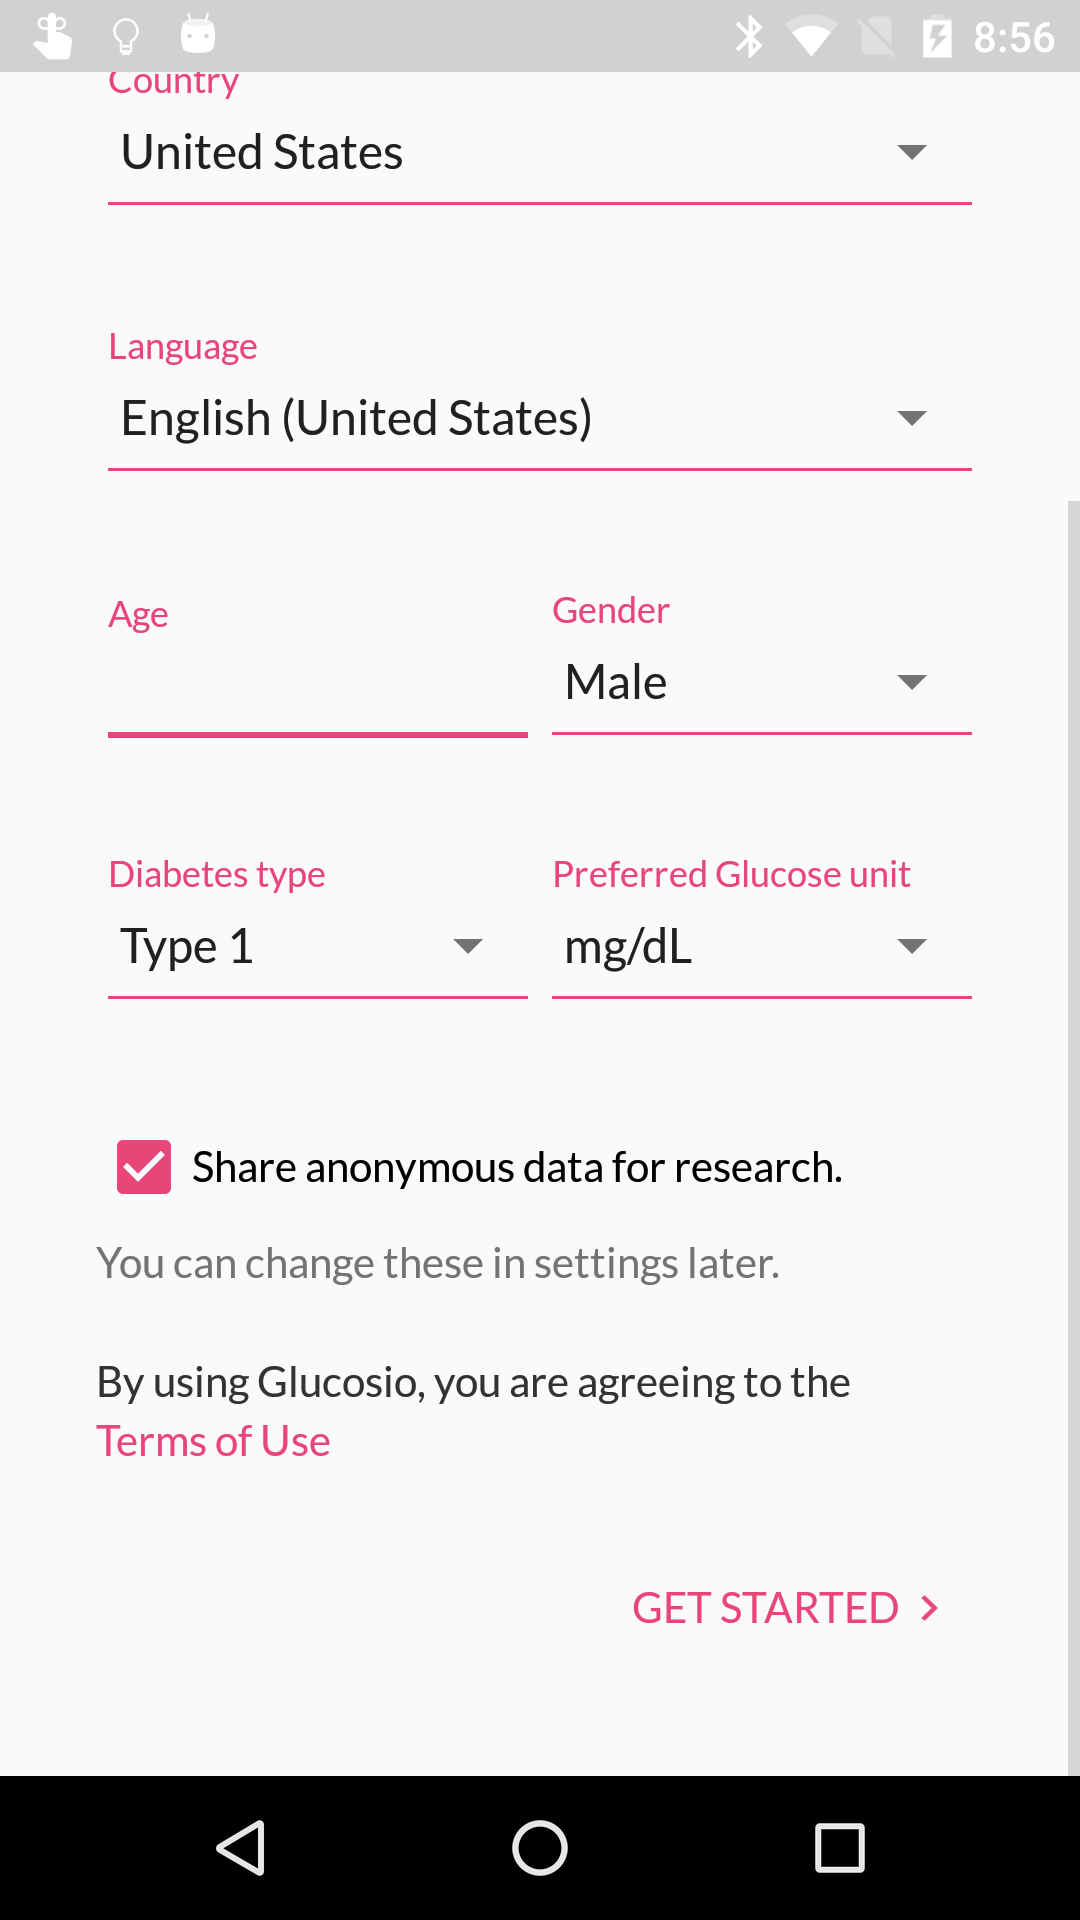 8:56
Country
United States
Language
English (United States)
Age
Gender
Male
Diabetes type
Preferred Glucose unit
Type 1
mg/dL
Share anonymous data for research.
You can change these in settings later.
By using Glucosio, you are agreeing to the
Terms of Use
GET STARTED